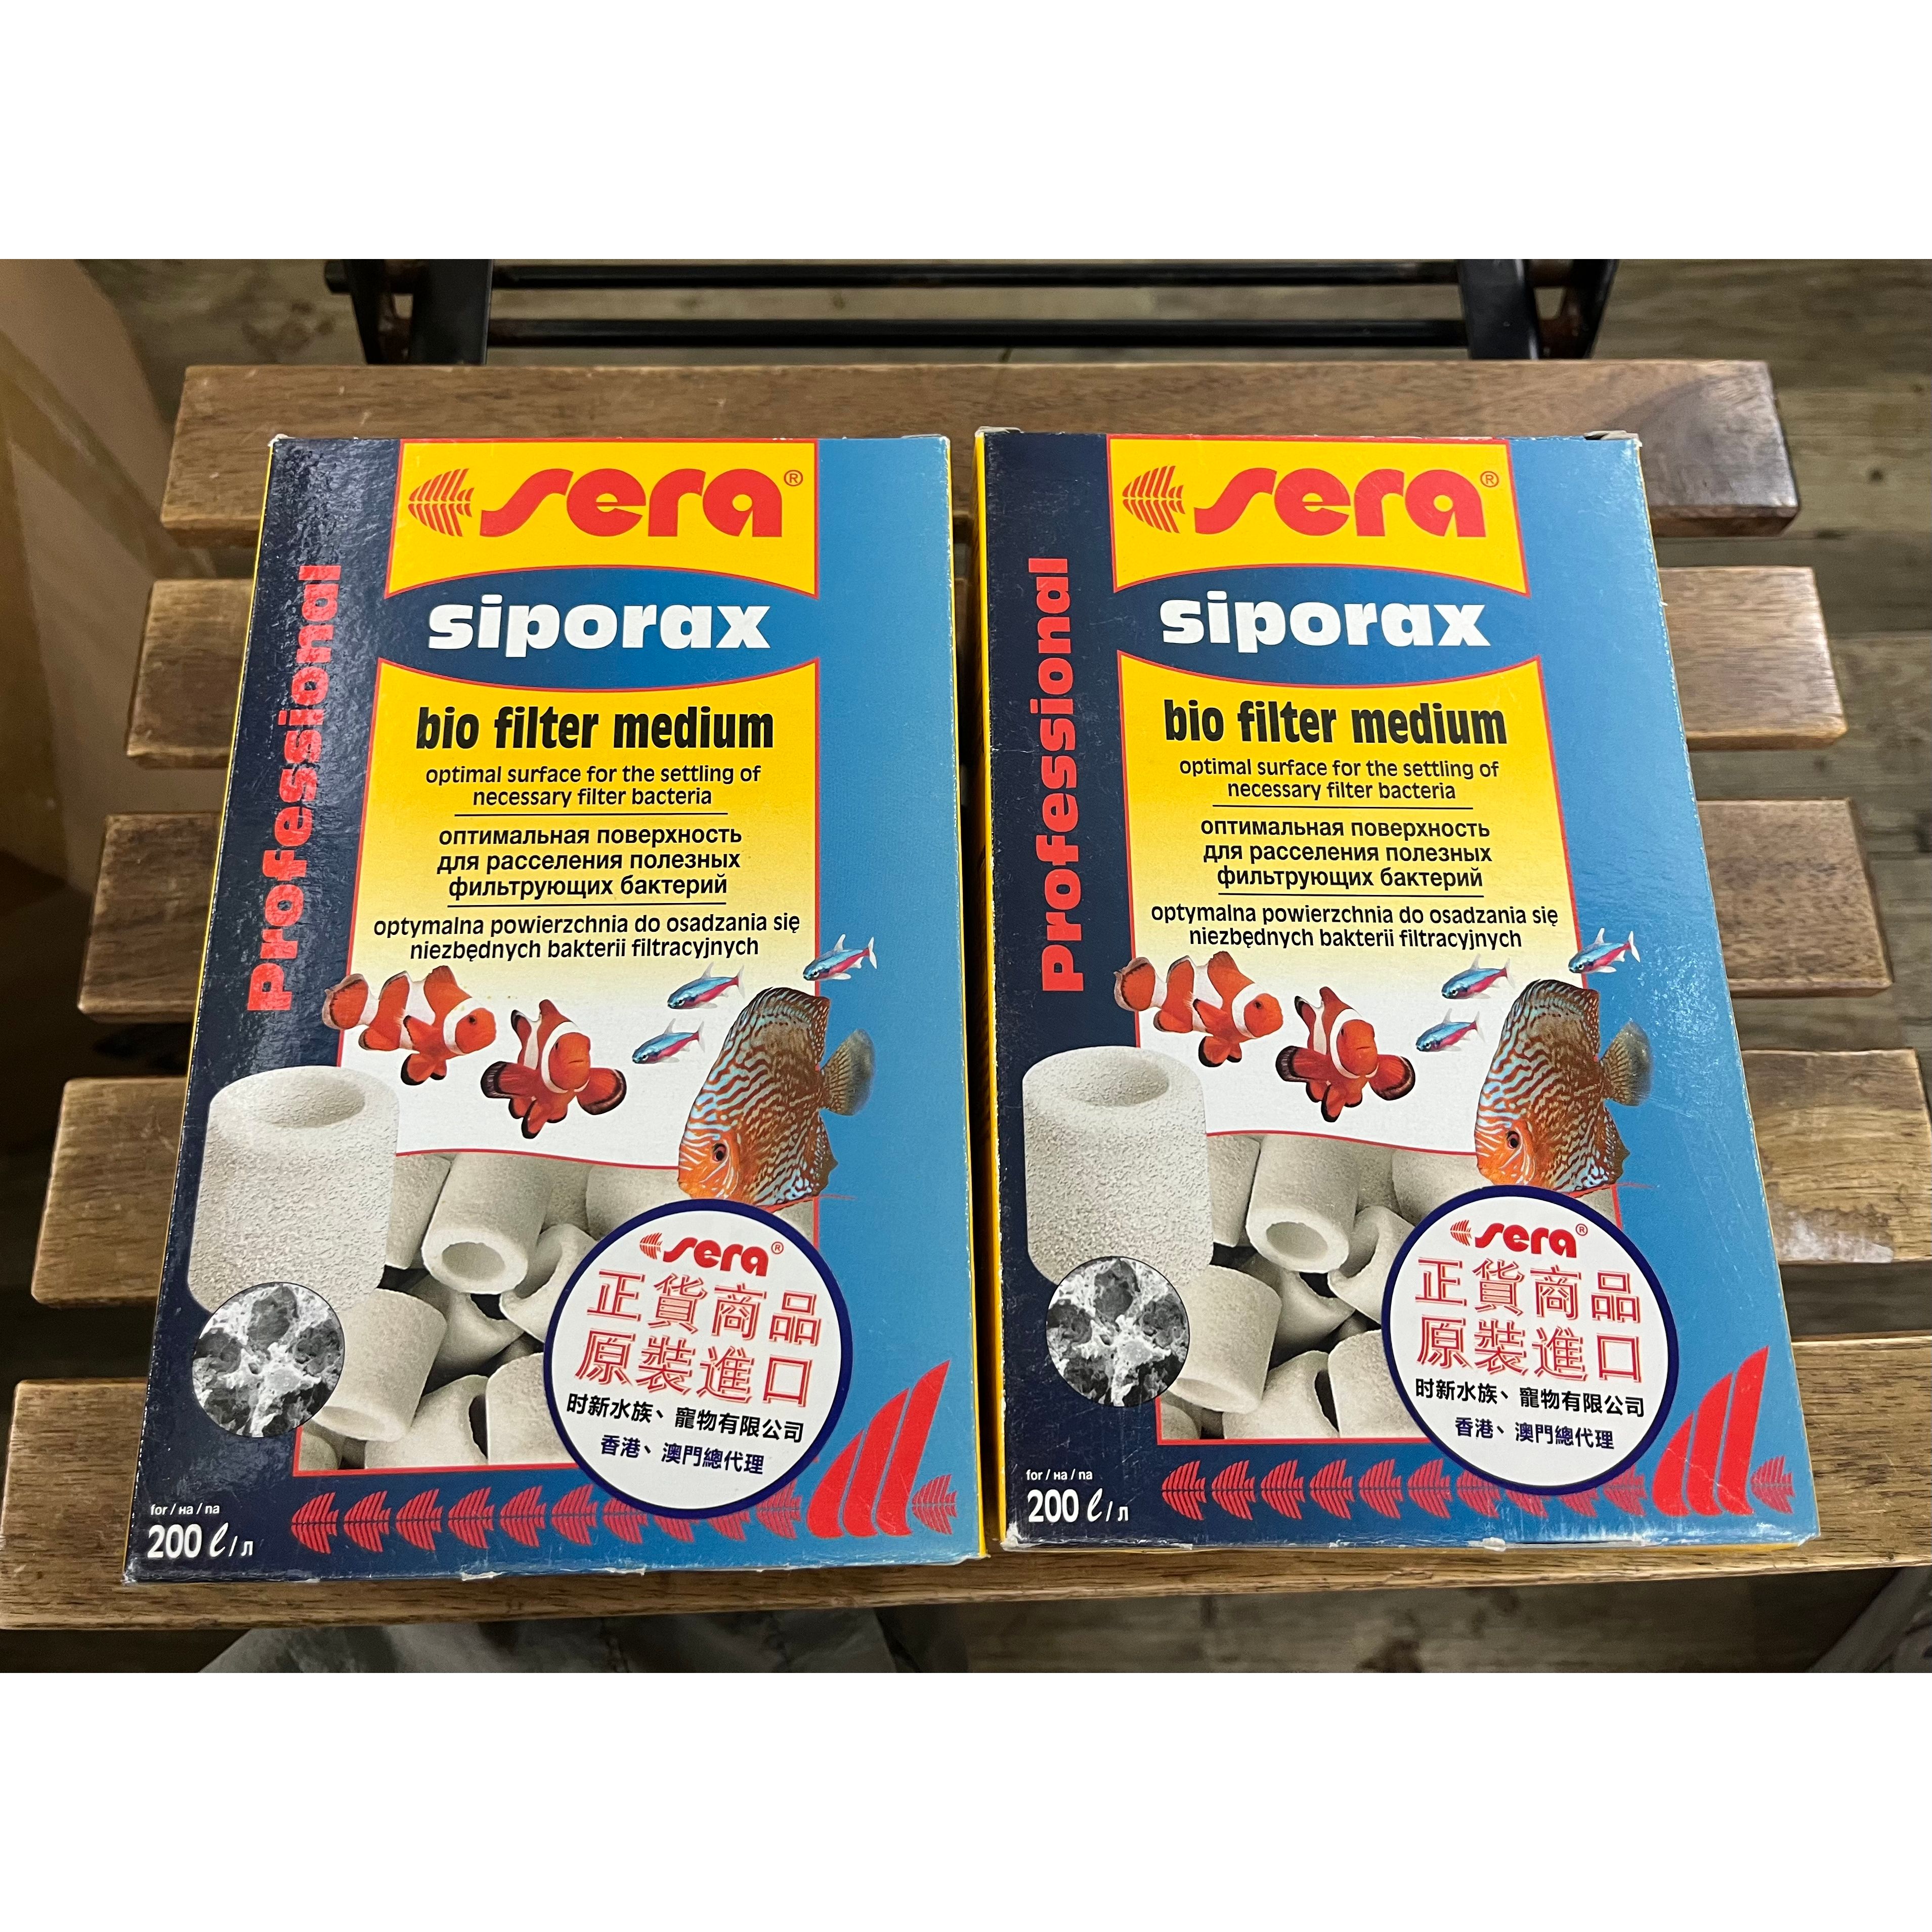 sera®
siporax
Professional
bio filter medium
optimal surface for the settling of
necessary filter bacteria
оптимальная поверхность
для расселения полезных
фильтрующих бактерий
optymalna powierzchnia do osadzania się
niezbędnych bakterii filtracyjnych
sera®
正貨商品
原裝進口
时新水族、寵物有限公司
香港、澳門總代理
for / на / na
200 ℓ / л
sera®
siporax
Professional
bio filter medium
optimal surface for the settling of
necessary filter bacteria
оптимальная поверхность
для расселения полезных
фильтрующих бактерий
optymalna powierzchnia do osadzania się
niezbędnych bakterii filtracyjnych
sera®
正貨商品
原裝進口
时新水族、寵物有限公司
香港、澳門總代理
for / на / na
200 ℓ / л